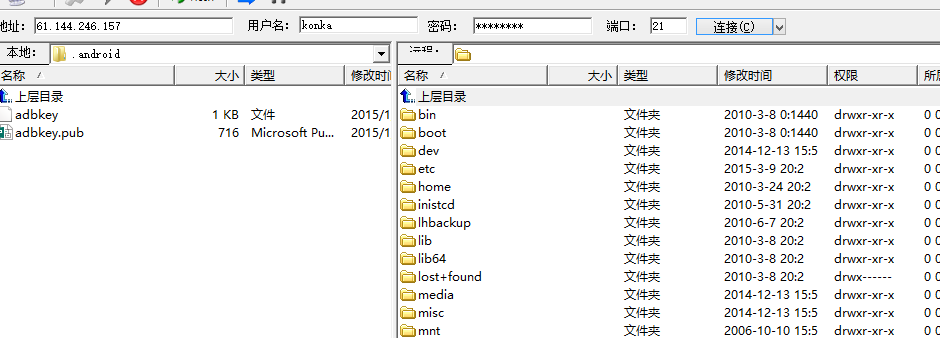 地址: 61.144.246.157 用户名: konka 密码: ******** 端口: 21 连接(C)
本地: .android
名称 大小 类型 修改时间
上层目录
adbkey 1 KB 文件 2015/1
adbkey.pub 716 Microsoft Pu... 2015/1
远程:
名称 大小 类型 修改时间 权限 所属
上层目录
bin 文件夹 2010-3-8 0:1440 drwxr-xr-x 0 0
boot 文件夹 2010-3-8 0:1440 drwxr-xr-x 0 0
dev 文件夹 2014-12-13 15:5 drwxr-xr-x 0 0
etc 文件夹 2015-3-9 20:2 drwxr-xr-x 0 0
home 文件夹 2010-3-24 20:2 drwxr-xr-x 0 0
inistcd 文件夹 2010-5-31 20:2 drwxr-xr-x 0 0
lhbackup 文件夹 2010-6-7 20:2 drwxr-xr-x 0 0
lib 文件夹 2010-3-8 20:2 drwxr-xr-x 0 0
lib64 文件夹 2010-3-8 20:2 drwxr-xr-x 0 0
lost+found 文件夹 2010-3-8 20:2 drwx------ 0 0
media 文件夹 2014-12-13 15:5 drwxr-xr-x 0 0
misc 文件夹 2014-12-13 15:5 drwxr-xr-x 0 0
mnt 文件夹 2006-10-10 15:5 drwxr-xr-x 0 0